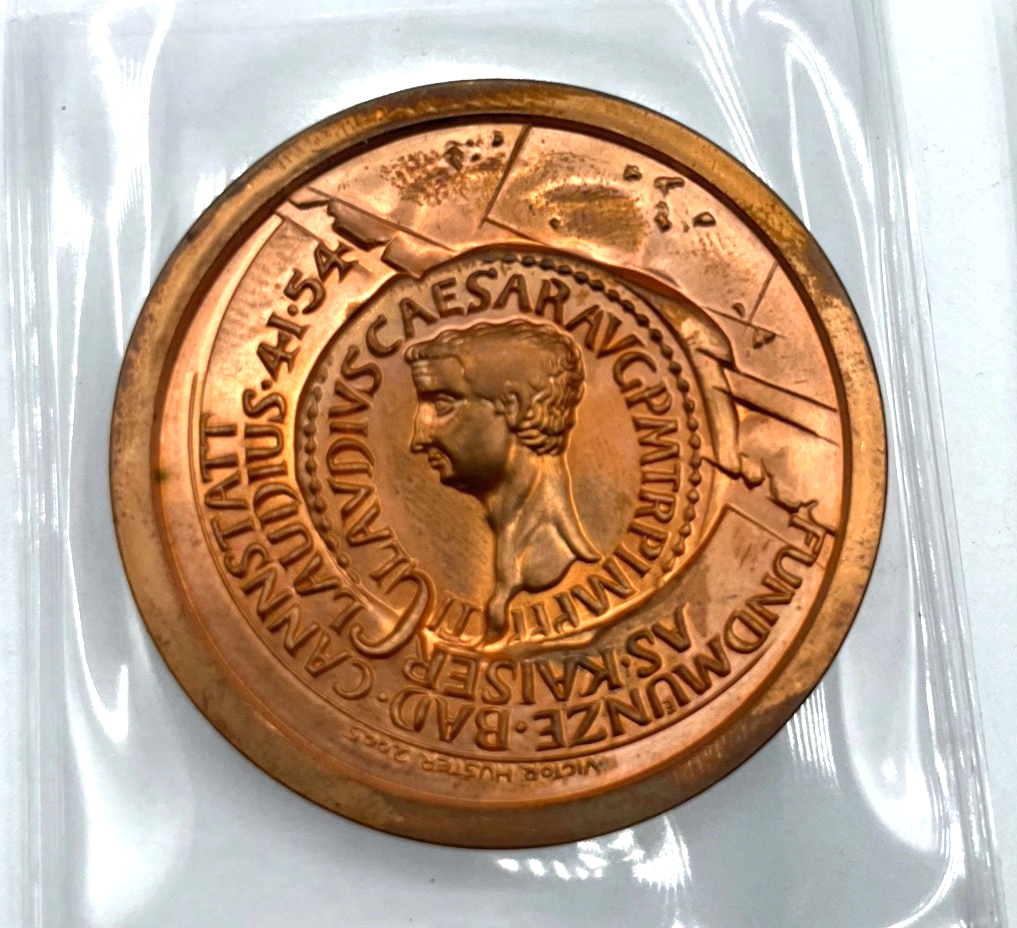 TI CLAVDIVS CAESAR AVG P M TR P IMP
FUNDMÜNZE · BAD · CANNSTATT
AS · KAISER CLAUDIUS · 41 · 54
VICTOR HUSTER 2005